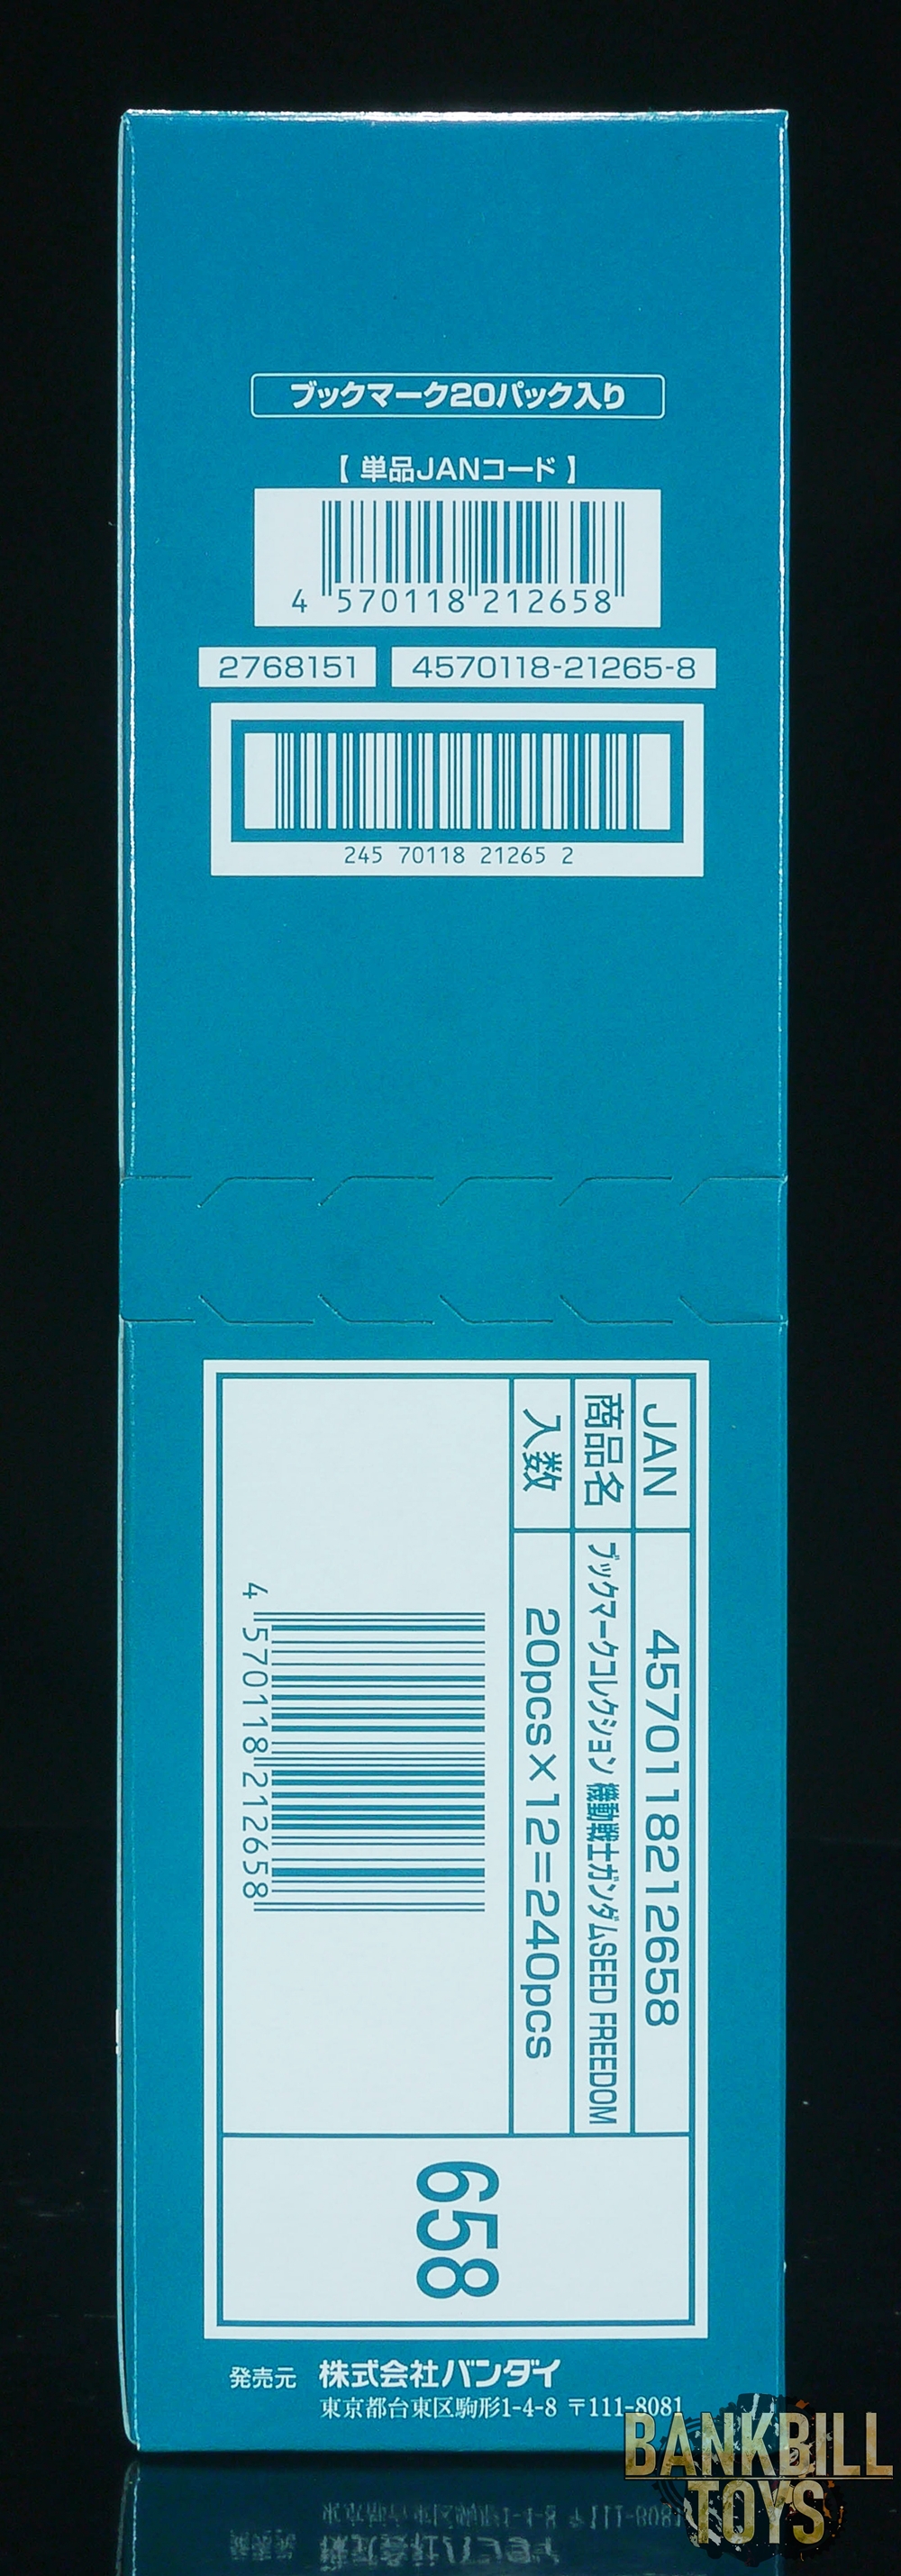 ブックマーク20パック入り
【 単品JANコード 】
4 570118 212658
2768151 4570118-21265-8
245 70118 21265 2
JAN 4570118212658
商品名 ブックマークコレクション 機動戦士ガンダムSEED FREEDOM
入数 20pcs×12=240pcs
4 570118 212658
658
発売元 株式会社バンダイ
東京都台東区駒形1-4-8 〒111-8081
BANKBILL
TOYS